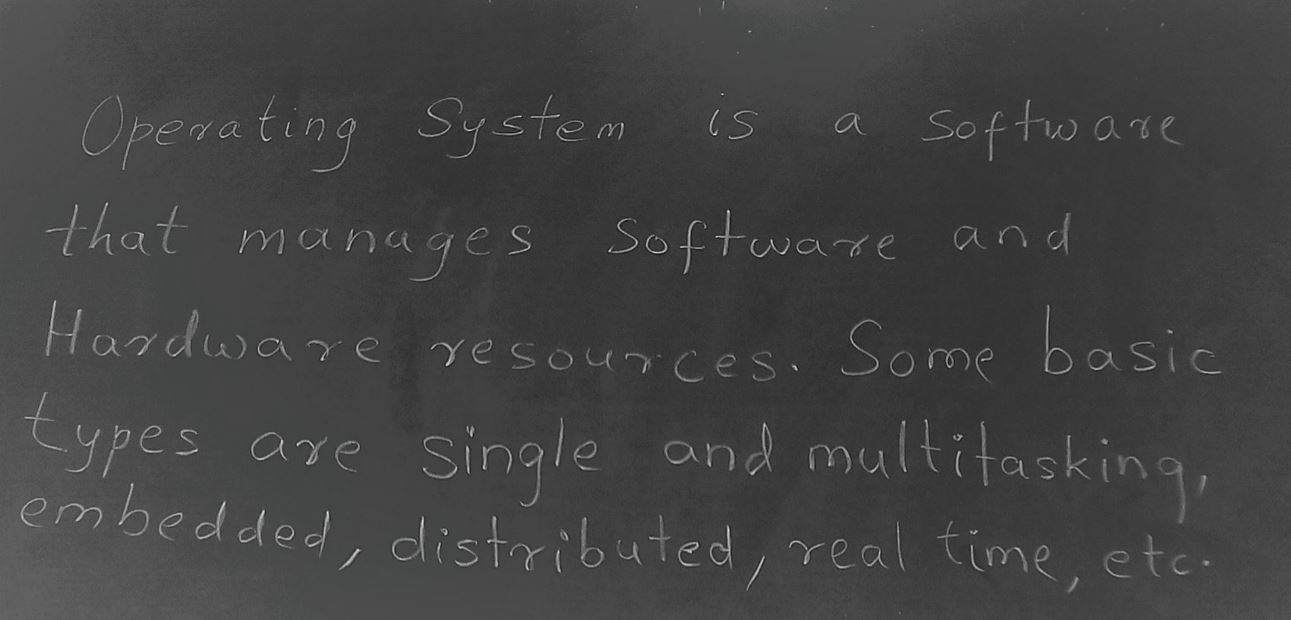 Operating System is a software
that manages software and
Hardware resources. Some basic
types are single and multitasking,
embedded, distributed, real time, etc.